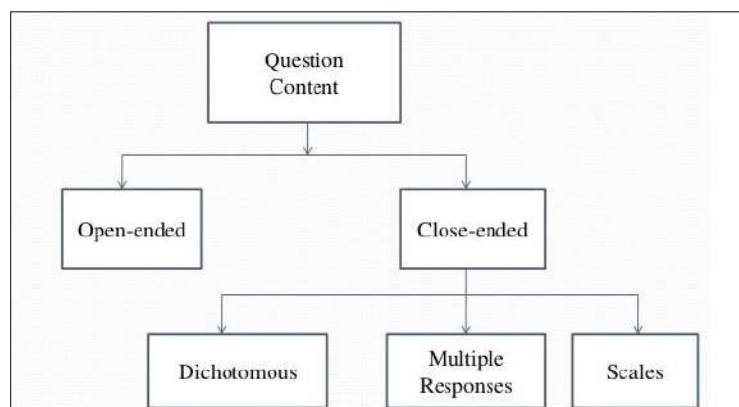 Question
Content
Open-ended
Close-ended
Dichotomous
Multiple
Responses
Scales